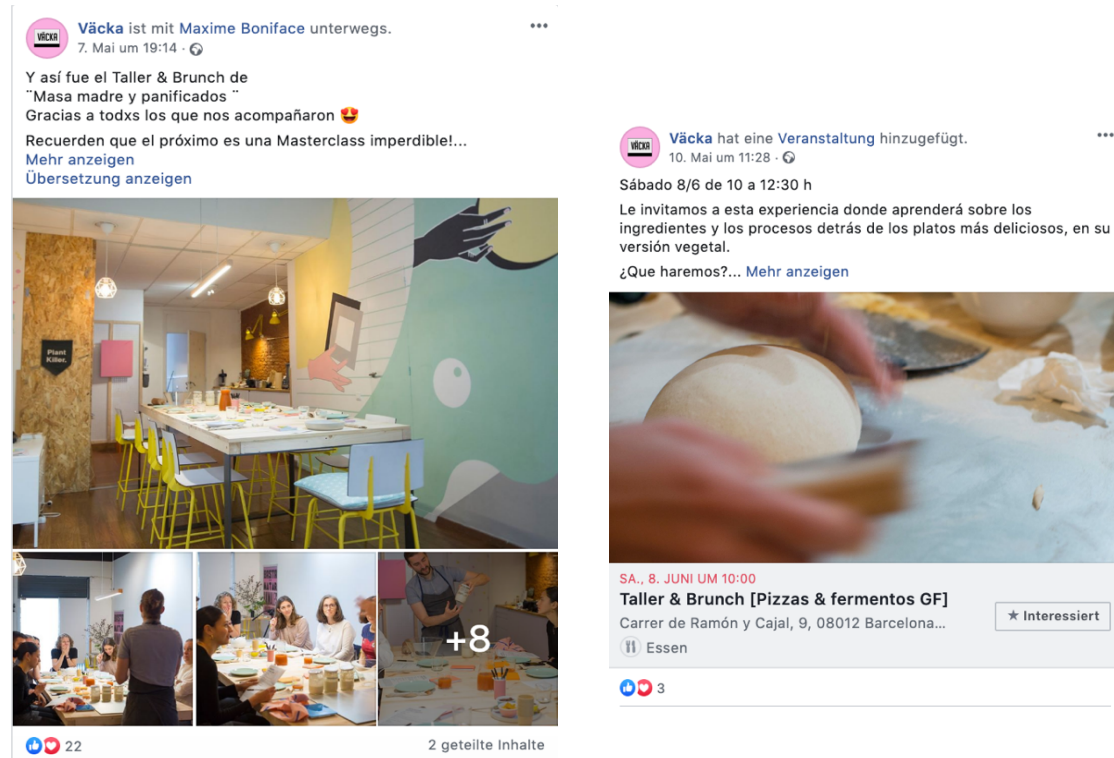 VÄCKA
Väcka ist mit Maxime Boniface unterwegs.
7. Mai um 19:14 ·
Y así fue el Taller & Brunch de
¨Masa madre y panificados ¨
Gracias a todxs los que nos acompañaron 😍
Recuerden que el próximo es una Masterclass imperdible!...
Mehr anzeigen
Übersetzung anzeigen
Plant
Killer.
+8
22
2 geteilte Inhalte
VÄCKA
Väcka hat eine Veranstaltung hinzugefügt.
10. Mai um 11:28 ·
Sábado 8/6 de 10 a 12:30 h
Le invitamos a esta experiencia donde aprenderá sobre los
ingredientes y los procesos detrás de los platos más deliciosos, en su
versión vegetal.
¿Que haremos?... Mehr anzeigen
SA., 8. JUNI UM 10:00
Taller & Brunch [Pizzas & fermentos GF]
Carrer de Ramón y Cajal, 9, 08012 Barcelona...
★ Interessiert
Essen
3